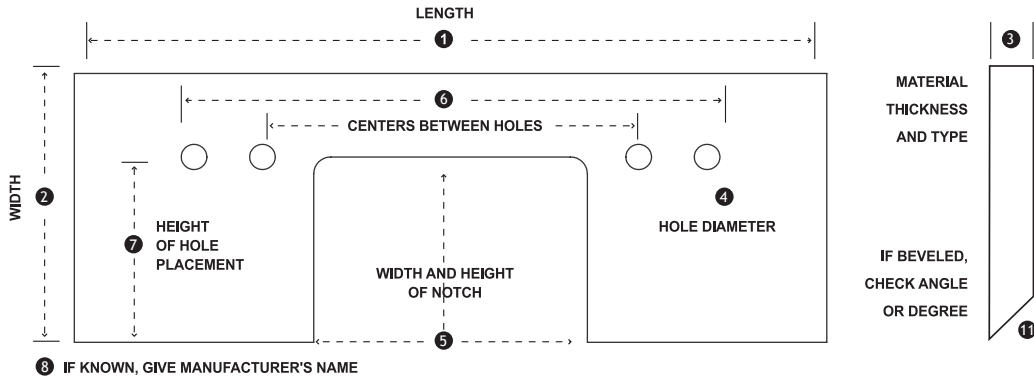 LENGTH
1
3
6
MATERIAL
THICKNESS
AND TYPE
CENTERS BETWEEN HOLES
WIDTH
2
4
7
HEIGHT
OF HOLE
PLACEMENT
HOLE DIAMETER
WIDTH AND HEIGHT
OF NOTCH
IF BEVELED,
CHECK ANGLE
OR DEGREE
5
11
8 IF KNOWN, GIVE MANUFACTURER'S NAME